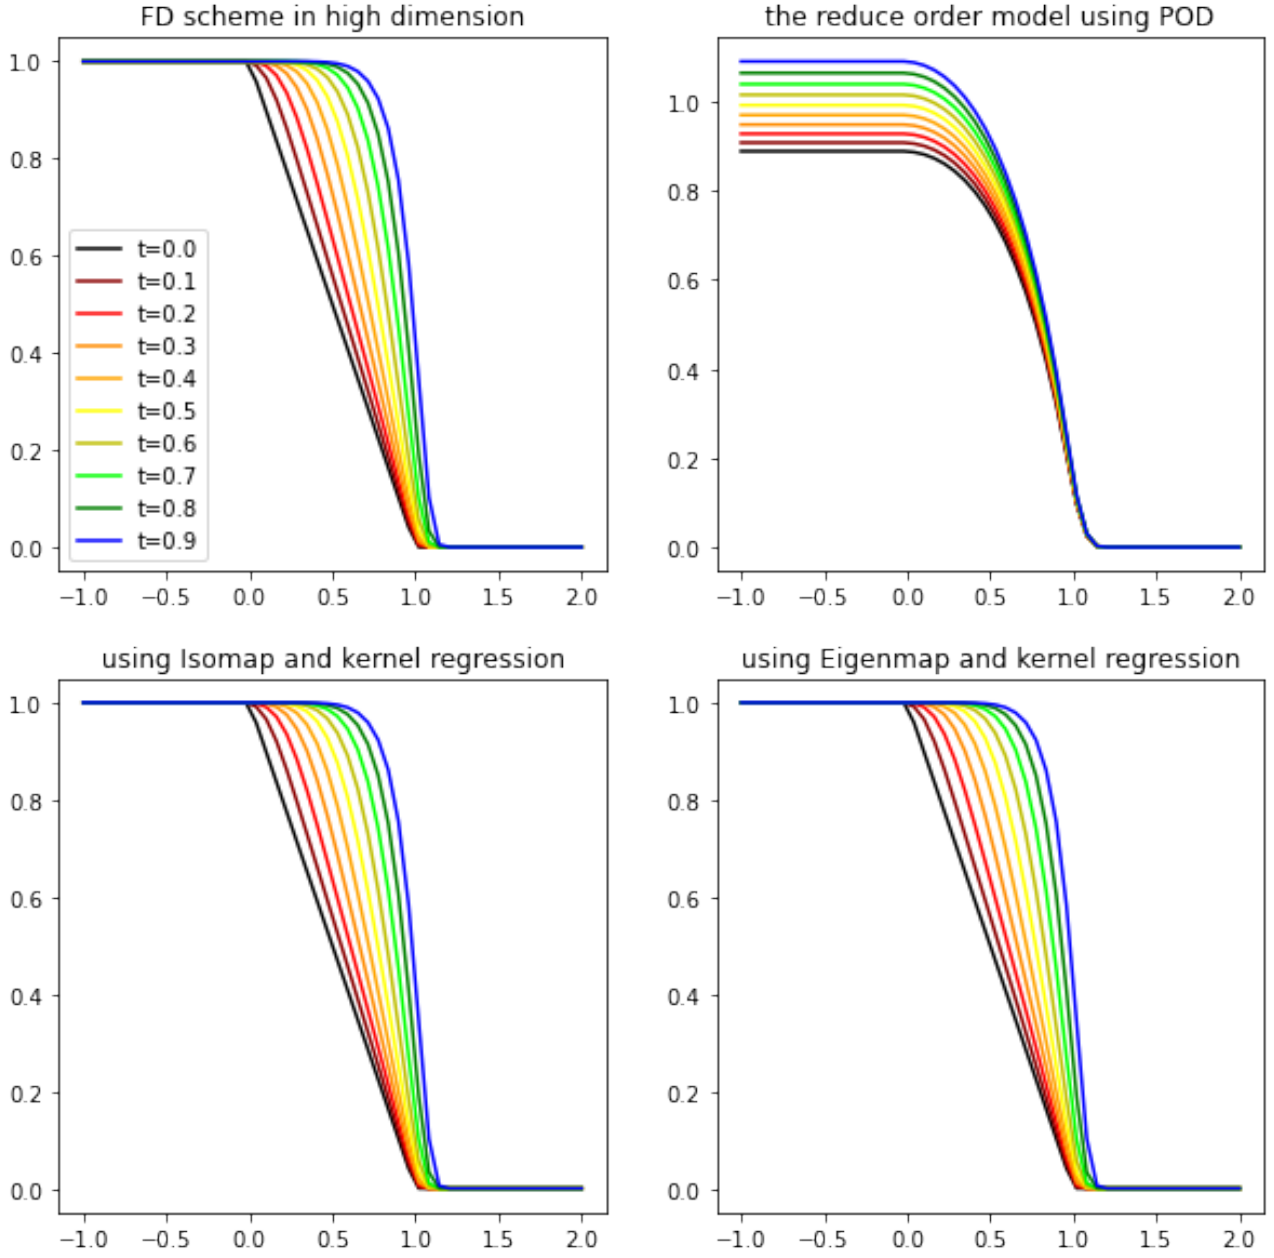 FD scheme in high dimension
1.0
0.8
0.6
0.4
0.2
0.0
t=0.0
t=0.1
t=0.2
t=0.3
t=0.4
t=0.5
t=0.6
t=0.7
t=0.8
t=0.9
−1.0 −0.5 0.0 0.5 1.0 1.5 2.0
the reduce order model using POD
1.0
0.8
0.6
0.4
0.2
0.0
−1.0 −0.5 0.0 0.5 1.0 1.5 2.0
using Isomap and kernel regression
1.0
0.8
0.6
0.4
0.2
0.0
−1.0 −0.5 0.0 0.5 1.0 1.5 2.0
using Eigenmap and kernel regression
1.0
0.8
0.6
0.4
0.2
0.0
−1.0 −0.5 0.0 0.5 1.0 1.5 2.0